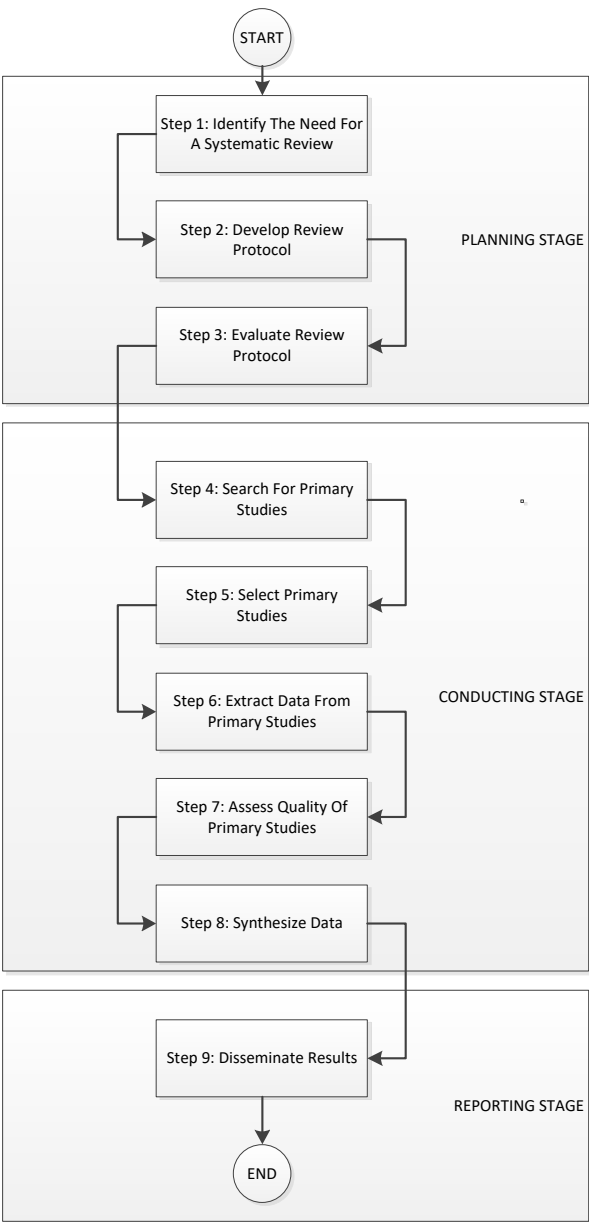 START
Step 1: Identify The Need For
A Systematic Review
Step 2: Develop Review
Protocol
PLANNING STAGE
Step 3: Evaluate Review
Protocol
Step 4: Search For Primary
Studies
Step 5: Select Primary
Studies
Step 6: Extract Data From
Primary Studies
CONDUCTING STAGE
Step 7: Assess Quality Of
Primary Studies
Step 8: Synthesize Data
Step 9: Disseminate Results
REPORTING STAGE
END